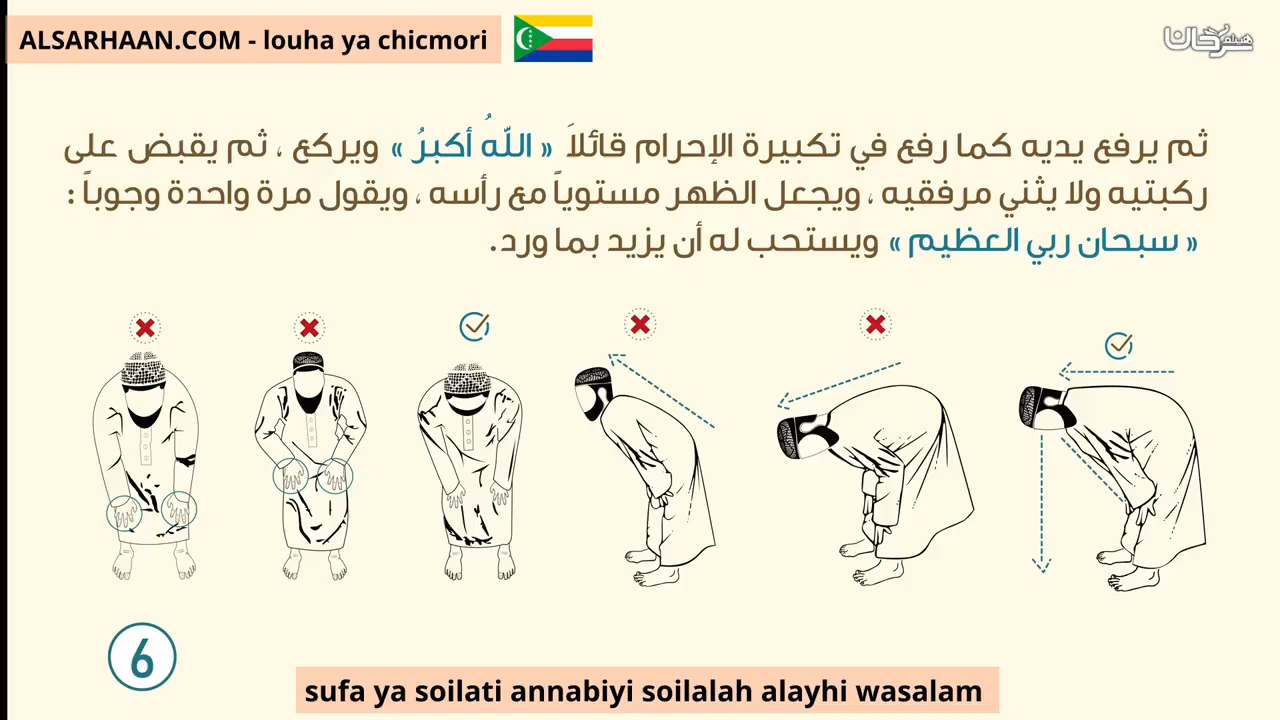 ALSARHAAN.COM - louha ya chicmori
هيثم سرحان
ثم يرفع يديه كما رفع في تكبيرة الإحرام قائلاَ « اللّهُ أكبرُ » ويركع ، ثم يقبض على
ركبتيه ولا يثني مرفقيه ، ويجعل الظهر مستوياَ مع رأسه ، ويقول مرة واحدة وجوباَ :
« سبحان ربي العظيم » ويستحب له أن يزيد بما ورد.
6
sufa ya soilati annabiyi soilalah alayhi wasalam